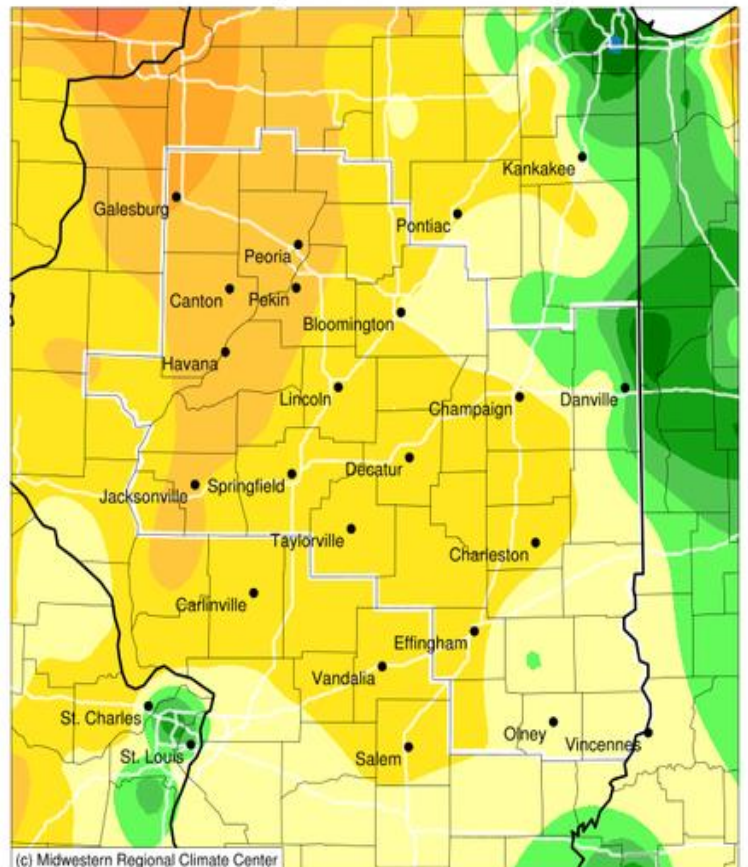 Kankakee
Galesburg
Pontiac
Peoria
Canton
Pekin
Bloomington
Havana
Lincoln
Champaign
Danville
Decatur
Jacksonville
Springfield
Taylorville
Charleston
Carlinville
Effingham
Vandalia
St. Charles
Olney
Vincennes
St. Louis
Salem
(c) Midwestern Regional Climate Center